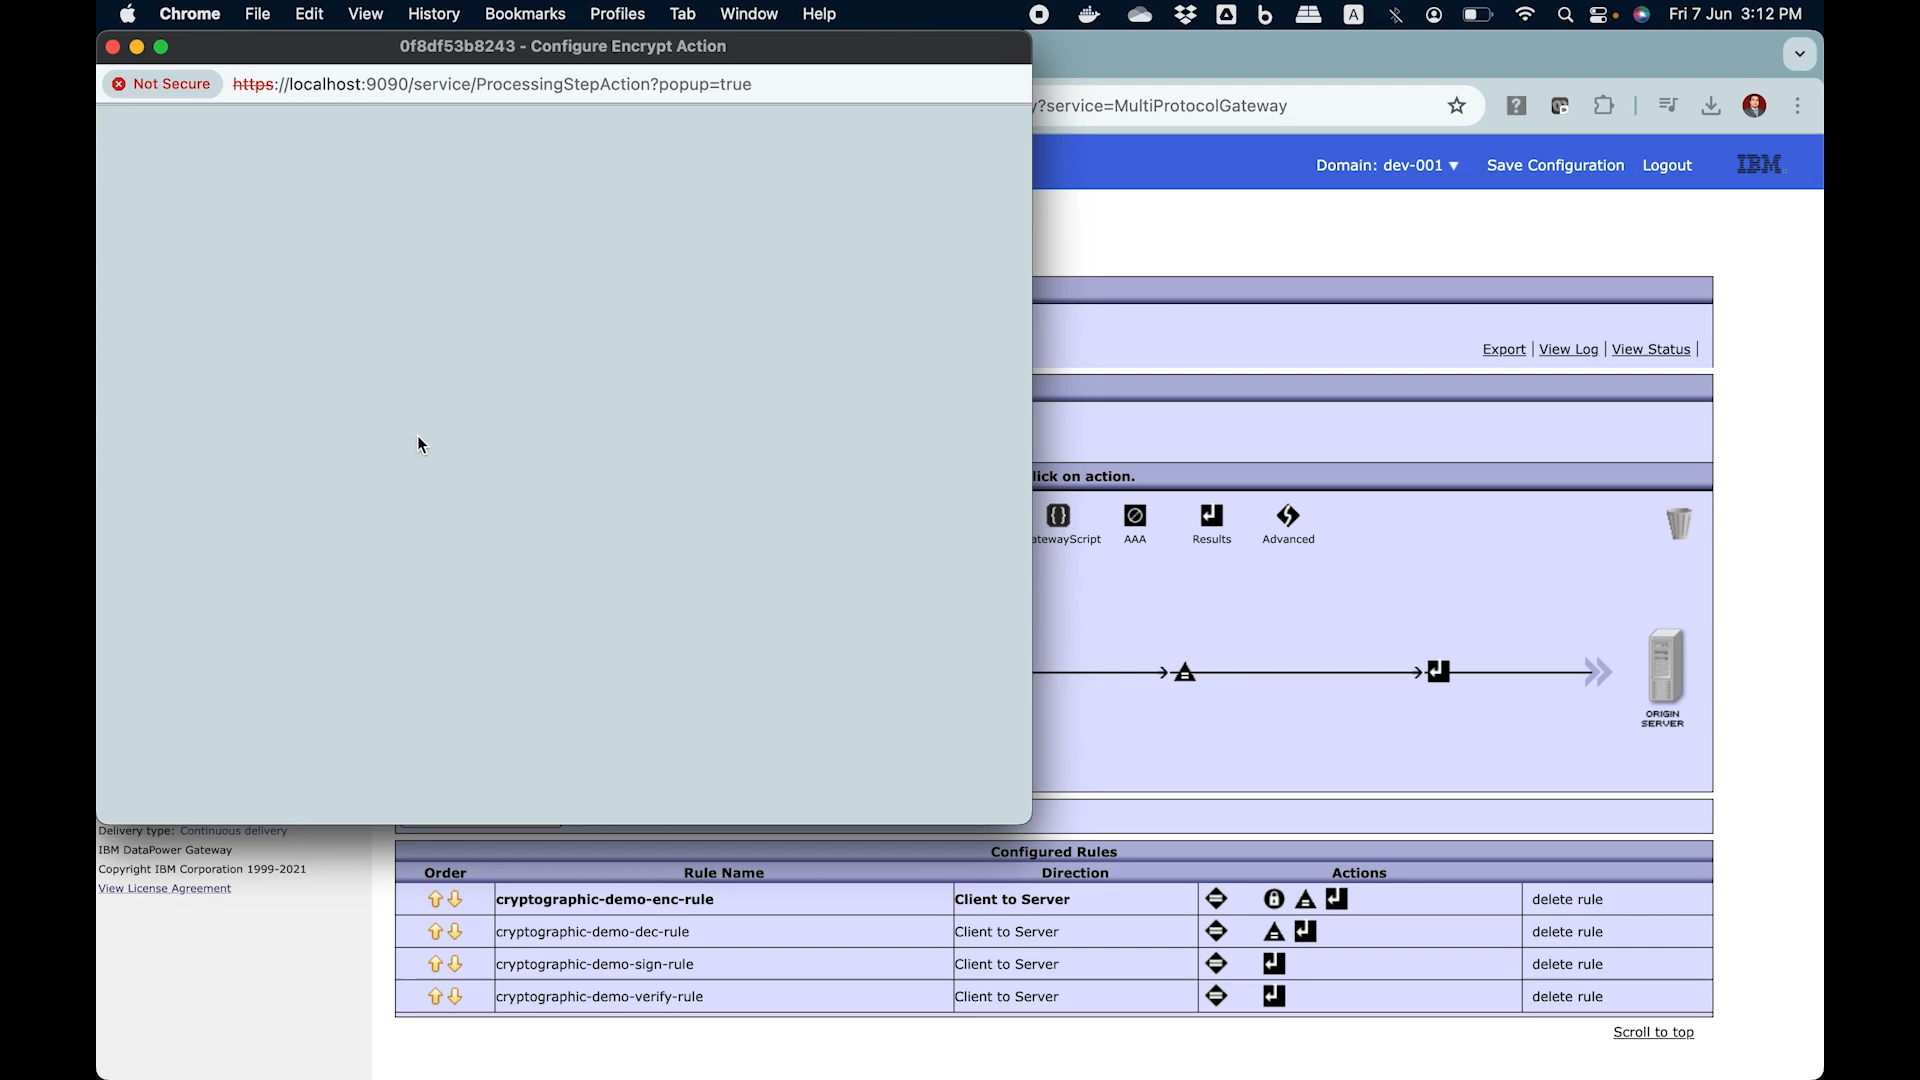 Chrome File Edit View History Bookmarks Profiles Tab Window Help
A
Fri 7 Jun 3:12 PM
0f8df53b8243 - Configure Encrypt Action
Not Secure https://localhost:9090/service/ProcessingStepAction?popup=true
y?service=MultiProtocolGateway
Domain: dev-001 ▼ Save Configuration Logout IBM
Export | View Log | View Status |
lick on action.
atewayScript AAA Results Advanced
ORIGIN
SERVER
Delivery type: Continuous delivery
IBM DataPower Gateway
Copyright IBM Corporation 1999-2021
View License Agreement
Configured Rules
Order Rule Name Direction Actions
cryptographic-demo-enc-rule Client to Server delete rule
cryptographic-demo-dec-rule Client to Server delete rule
cryptographic-demo-sign-rule Client to Server delete rule
cryptographic-demo-verify-rule Client to Server delete rule
Scroll to top